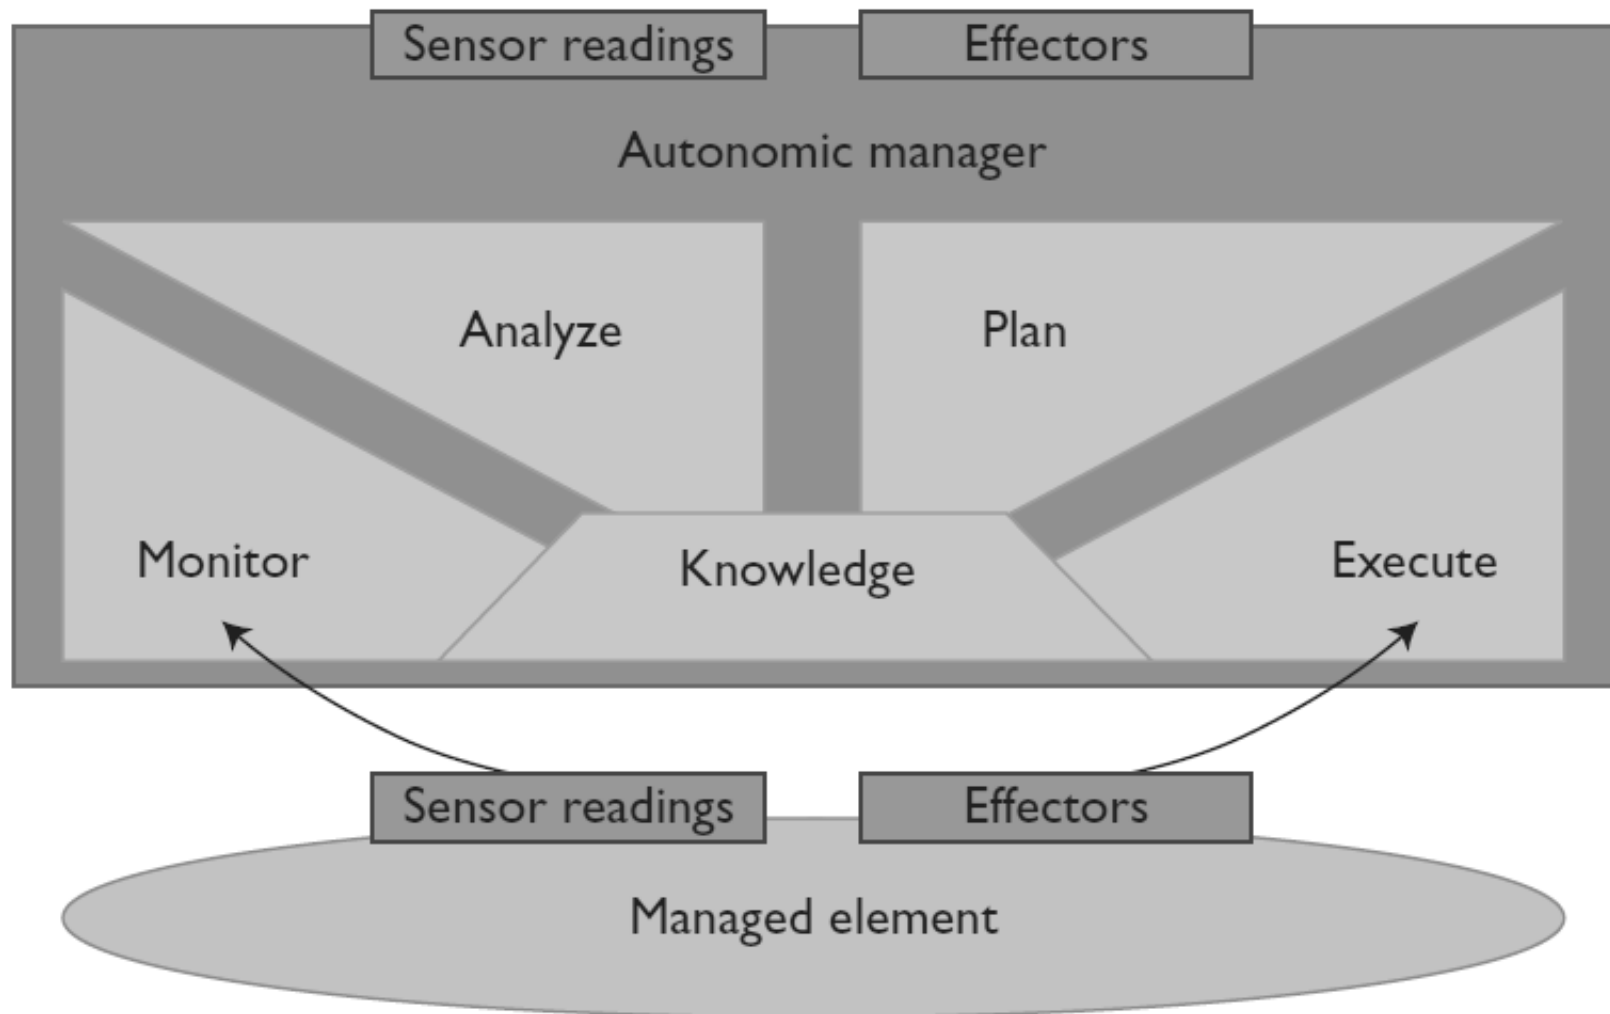 Sensor readings
Effectors
Autonomic manager
Analyze
Plan
Monitor
Knowledge
Execute
Sensor readings
Effectors
Managed element